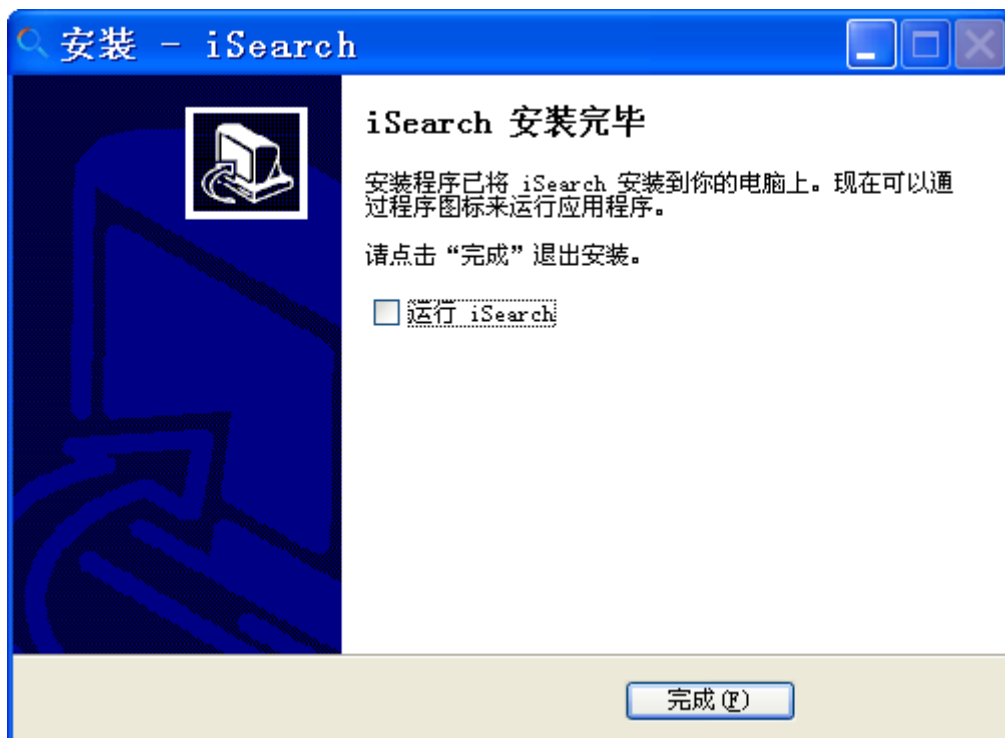 安装 - iSearch
iSearch 安装完毕
安装程序已将 iSearch 安装到你的电脑上。现在可以通
过程序图标来运行应用程序。
请点击“完成”退出安装。
运行 iSearch
完成(F)